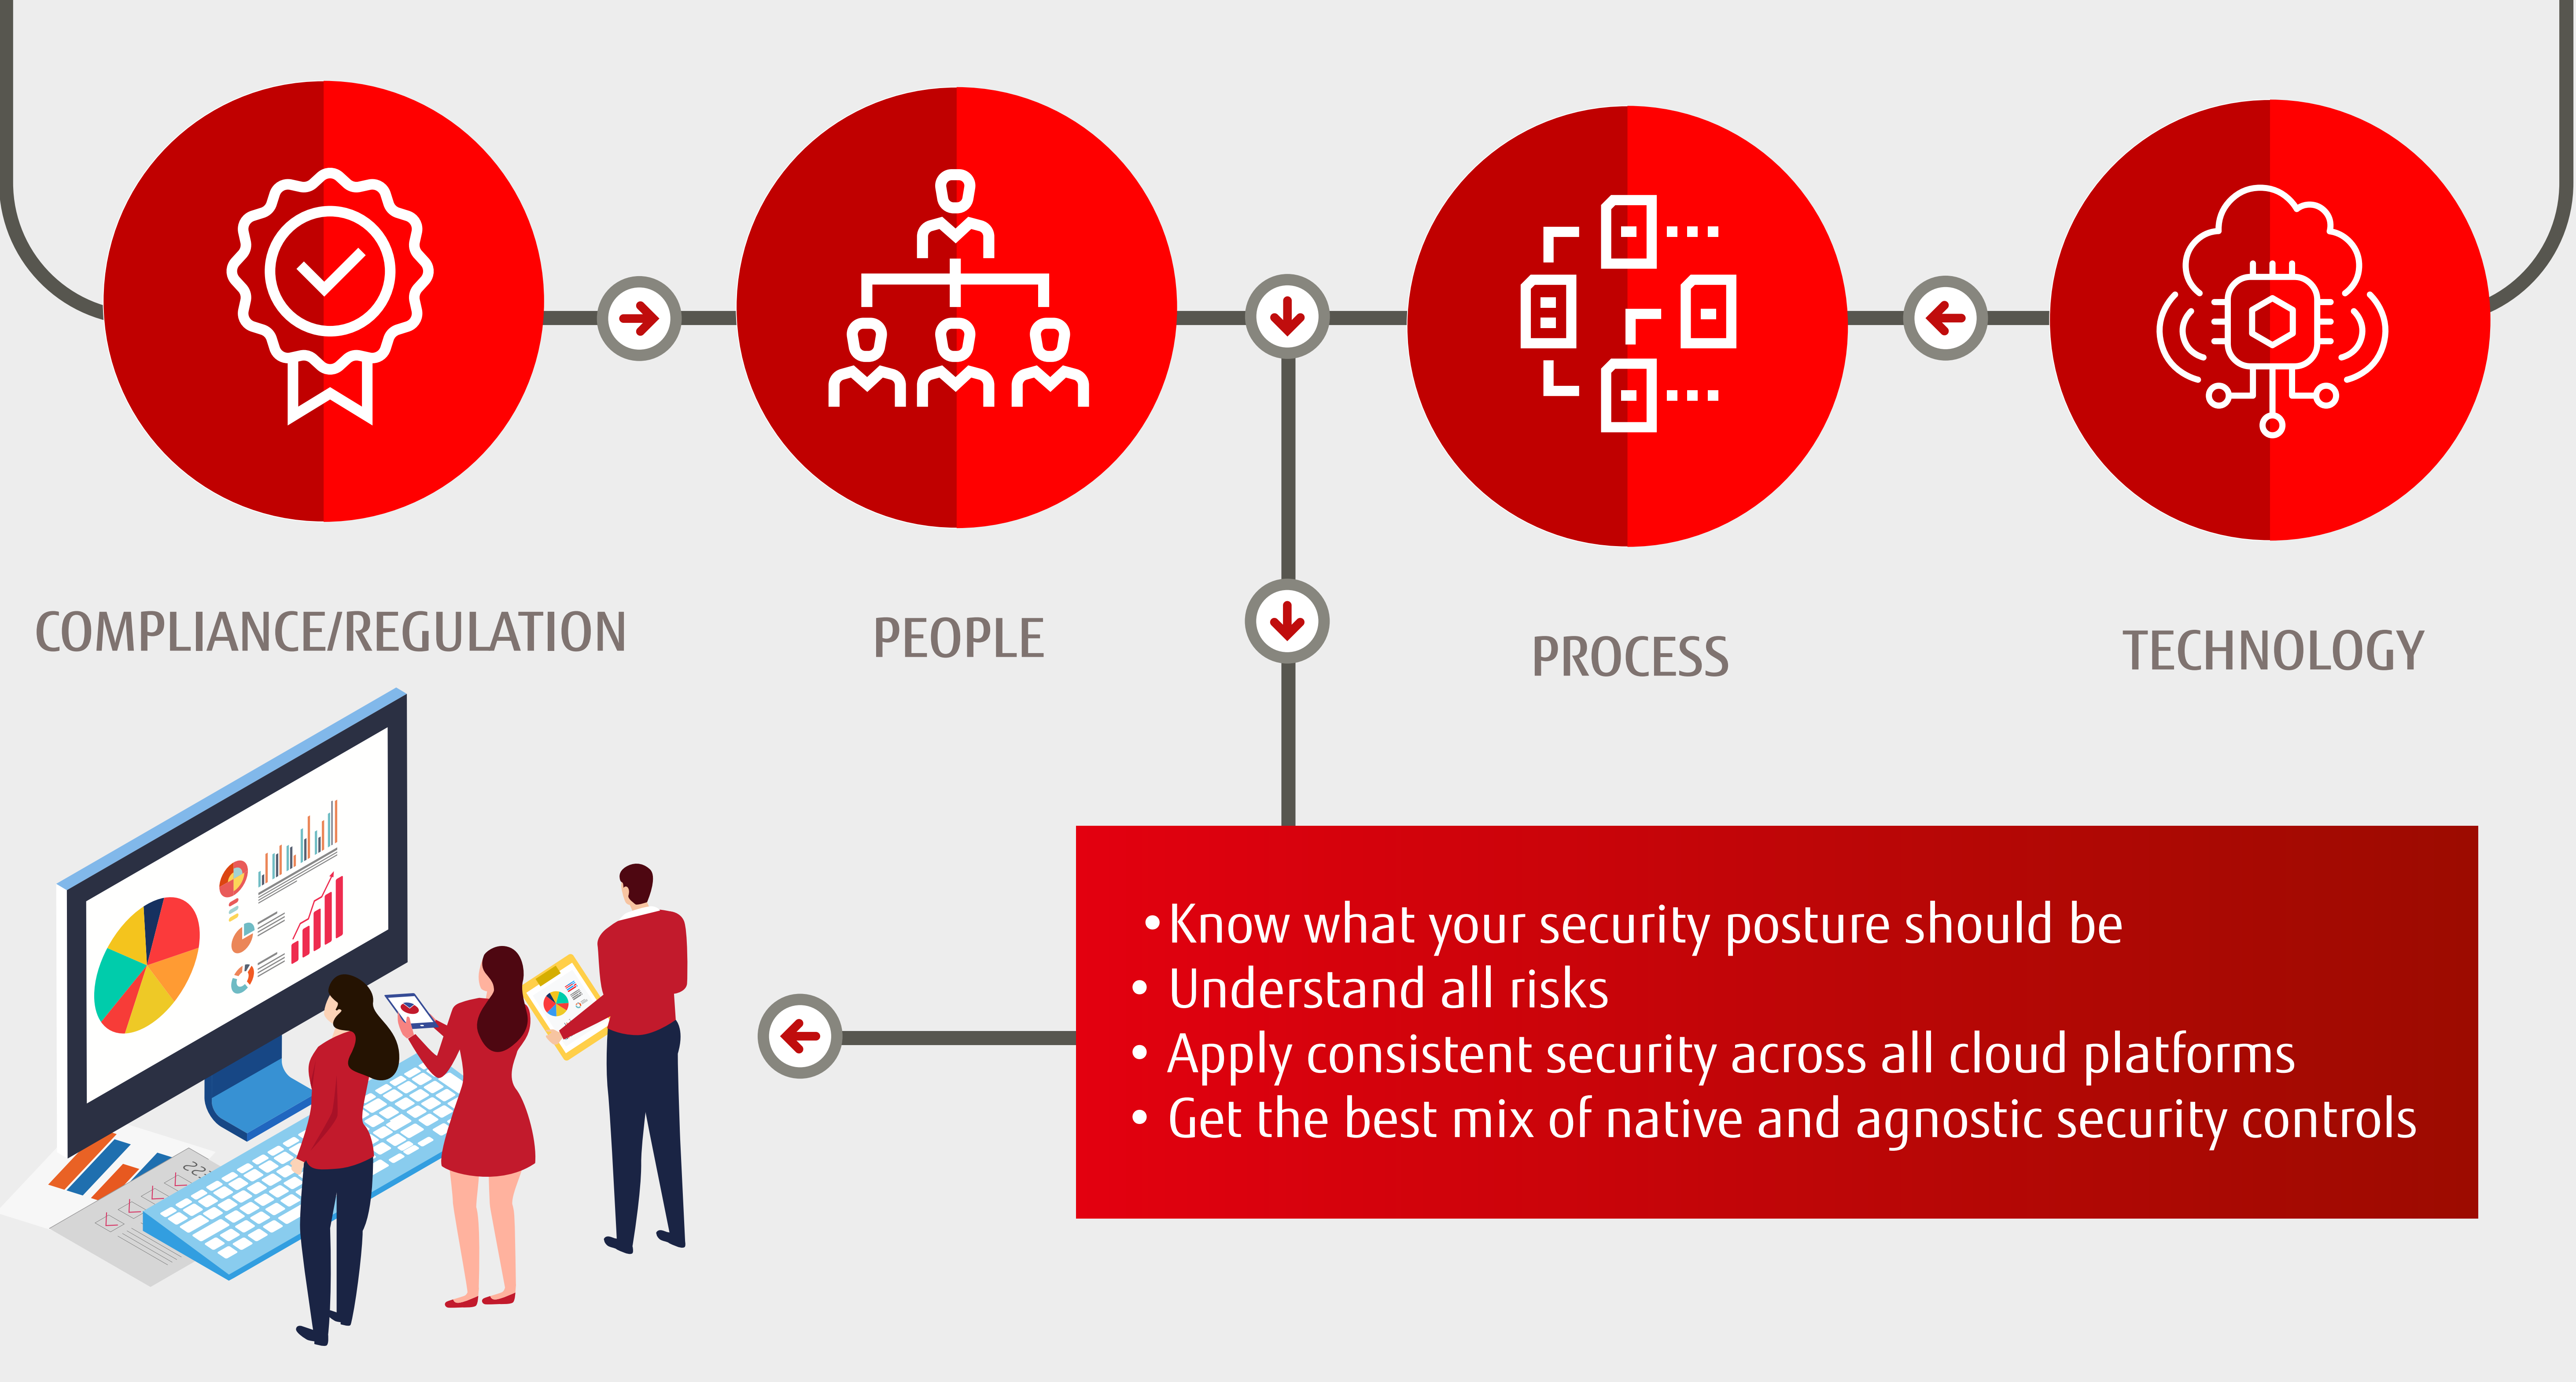 COMPLIANCE/REGULATION
PEOPLE
PROCESS
TECHNOLOGY
•Know what your security posture should be
• Understand all risks
• Apply consistent security across all cloud platforms
• Get the best mix of native and agnostic security controls